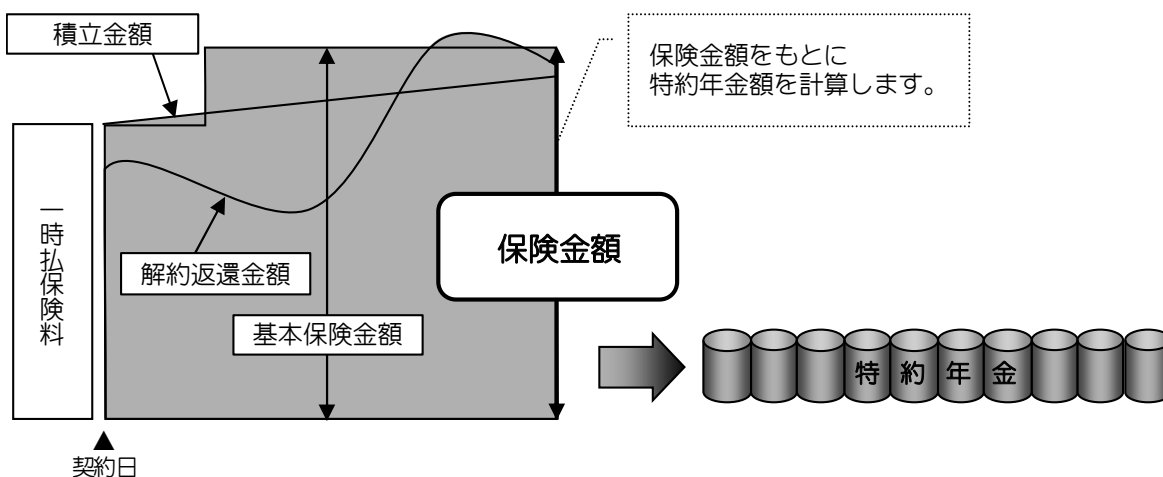 積立金額
保険金額をもとに
特約年金額を計算します。
一時払保険料
保険金額
解約返還金額
基本保険金額
特約年金
▲
契約日